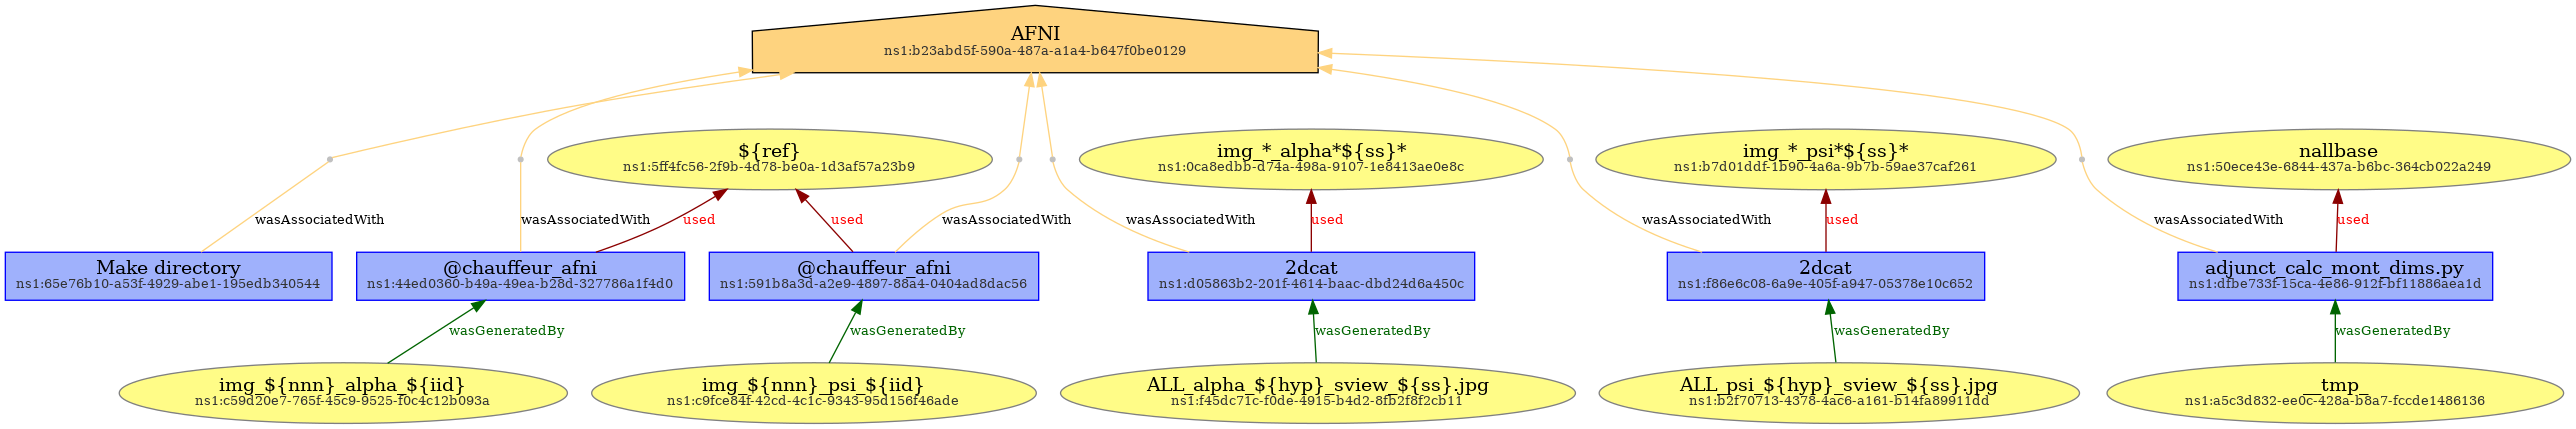 AFNI
ns1:b23abd5f-590a-487a-a1a4-b647f0be0129
${ref}
ns1:5ff4fc56-2f9b-4d78-be0a-1d3af57a23b9
img_*_alpha*${ss}*
ns1:0ca8edbb-d74a-498a-9107-1e8413ae0e8c
img_*_psi*${ss}*
ns1:b7d01ddf-1b90-4a6a-9b7b-59ae37caf261
nallbase
ns1:50ece43e-6844-437a-b6bc-364cb022a249
wasAssociatedWith
wasAssociatedWith
used
used
wasAssociatedWith
wasAssociatedWith
used
wasAssociatedWith
used
wasAssociatedWith
used
Make directory
ns1:65e76b10-a53f-4929-abe1-195edb340544
@chauffeur_afni
ns1:44ed0360-b49a-49ea-b28d-327786a1f4d0
@chauffeur_afni
ns1:591b8a3d-a2e9-4897-88a4-0404ad8dac56
2dcat
ns1:d05863b2-201f-4614-baac-dbd24d6a450c
2dcat
ns1:f86e6c08-6a9e-405f-a947-05378e10c652
adjunct_calc_mont_dims.py
ns1:dfbe733f-15ca-4e86-912f-bf11886aea1d
wasGeneratedBy
wasGeneratedBy
wasGeneratedBy
wasGeneratedBy
wasGeneratedBy
img_${nnn}_alpha_${iid}
ns1:c59d20e7-765f-45c9-9525-f0c4c12b093a
img_${nnn}_psi_${iid}
ns1:c9fce84f-42cd-4c1c-9343-95d156f46ade
ALL_alpha_${hyp}_sview_${ss}.jpg
ns1:f45dc71c-f0de-4915-b4d2-8fb2f8f2cb11
ALL_psi_${hyp}_sview_${ss}.jpg
ns1:b2f70713-4378-4ac6-a161-b14fa89911dd
__tmp_
ns1:a5c3d832-ee0c-428a-b8a7-fccde1486136